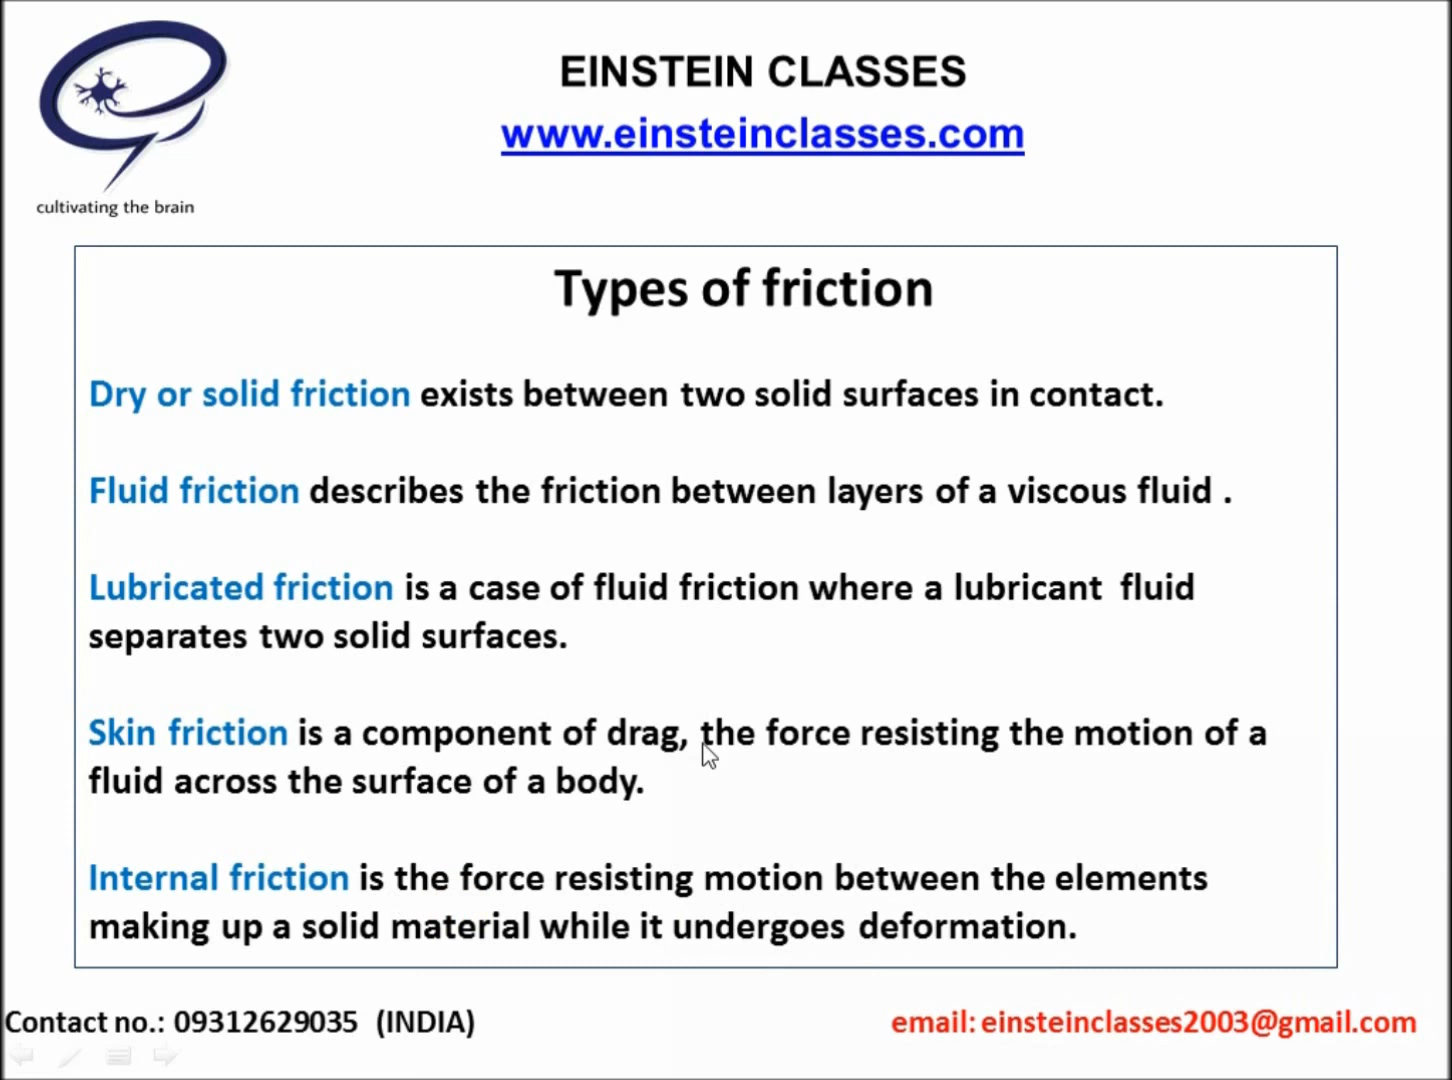 EINSTEIN CLASSES
www.einsteinclasses.com
cultivating the brain
Types of friction
Dry or solid friction exists between two solid surfaces in contact.
Fluid friction describes the friction between layers of a viscous fluid .
Lubricated friction is a case of fluid friction where a lubricant  fluid
separates two solid surfaces.
Skin friction is a component of drag, the force resisting the motion of a
fluid across the surface of a body.
Internal friction is the force resisting motion between the elements
making up a solid material while it undergoes deformation.
Contact no.: 09312629035  (INDIA)
email: einsteinclasses2003@gmail.com